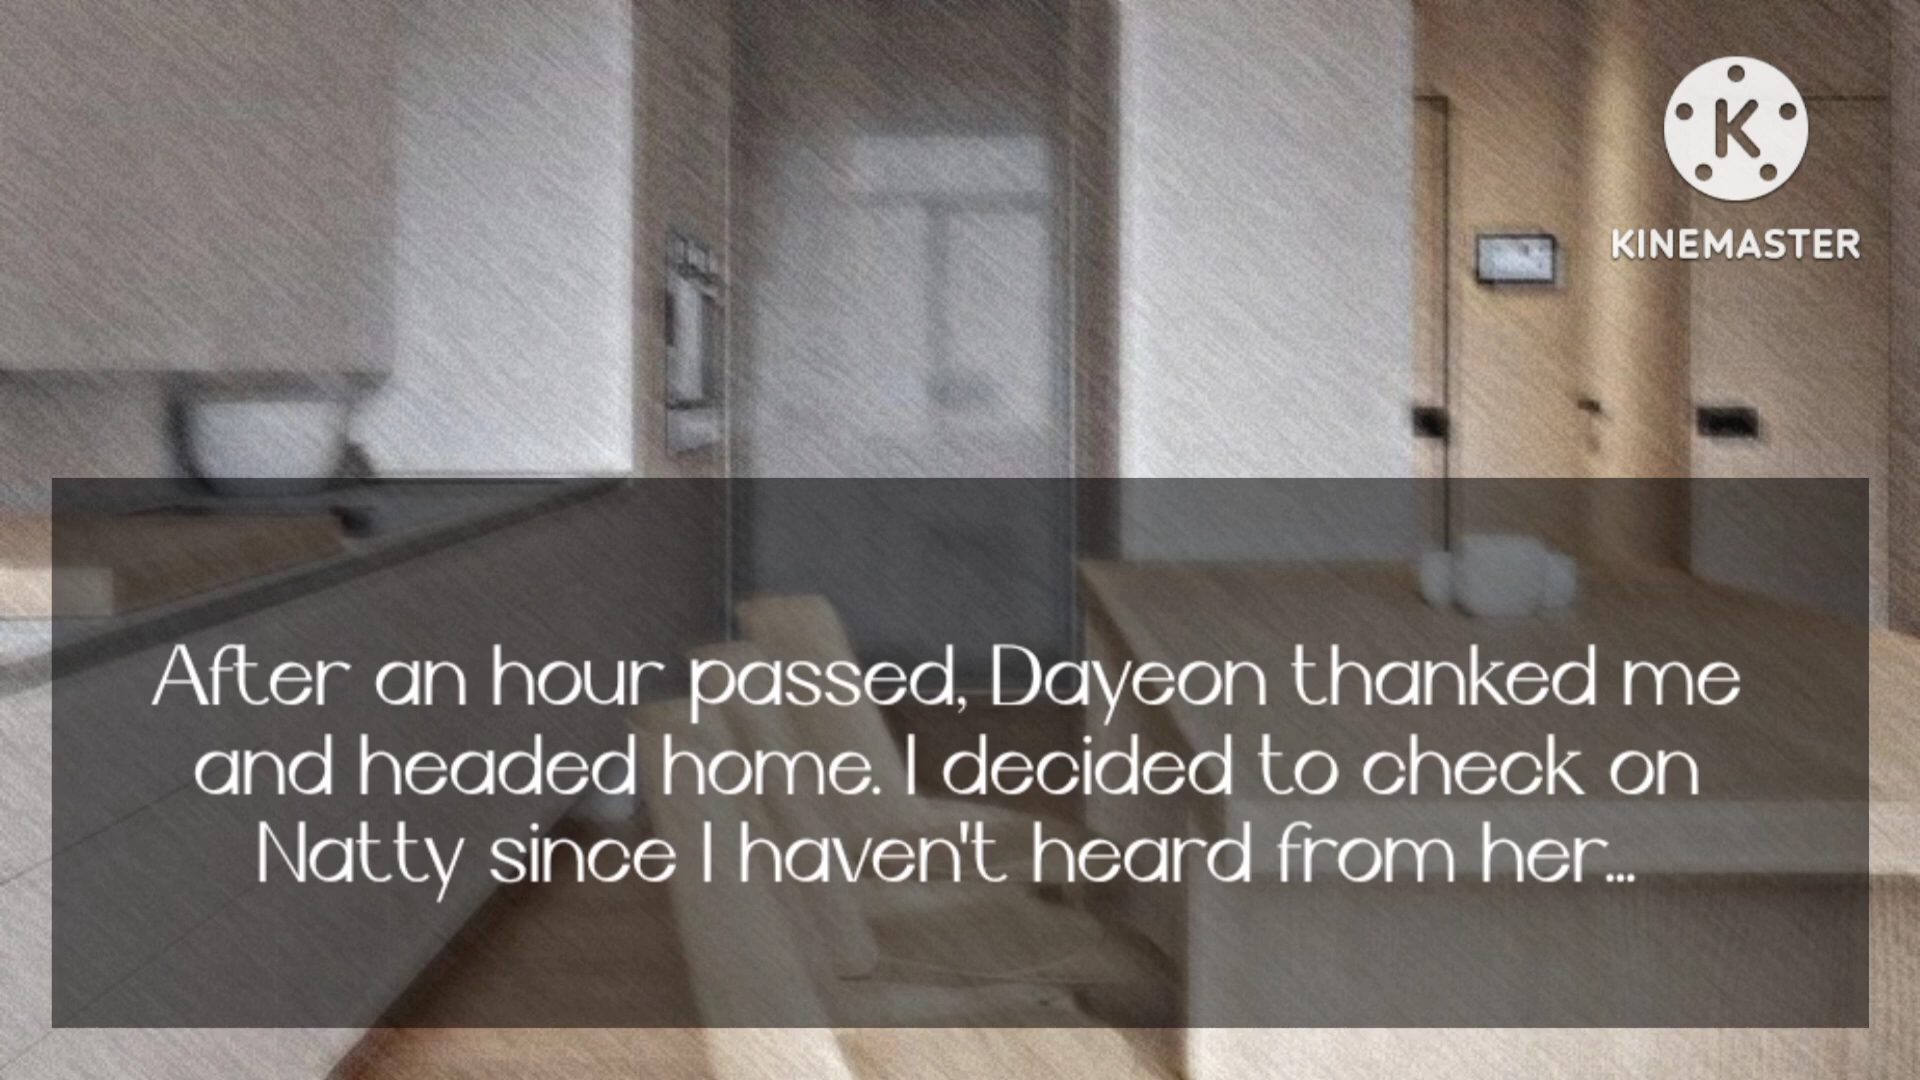 K
KINEMASTER
After an hour passed, Dayeon thanked me
and headed home. I decided to check on
Natty since I haven't heard from her...